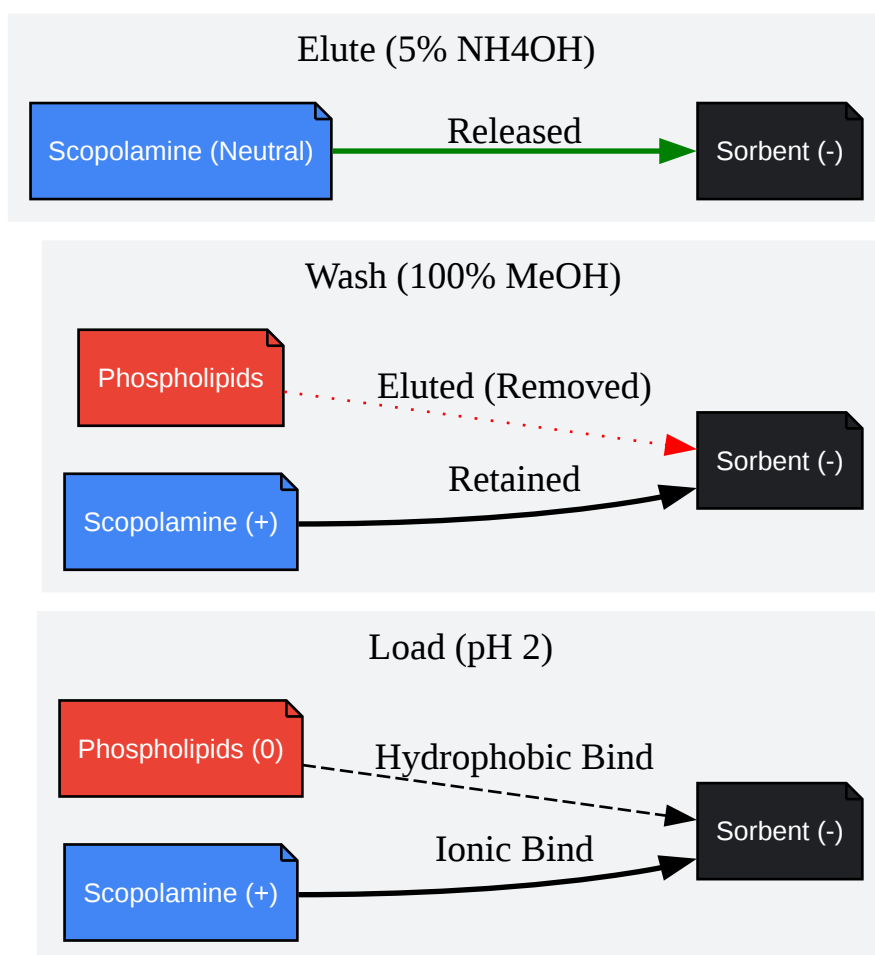 Elute (5% NH4OH)
Scopolamine (Neutral)
Released
Sorbent (-)
Wash (100% MeOH)
Phospholipids
Eluted (Removed)
Scopolamine (+)
Retained
Sorbent (-)
Load (pH 2)
Phospholipids (0)
Hydrophobic Bind
Scopolamine (+)
Ionic Bind
Sorbent (-)